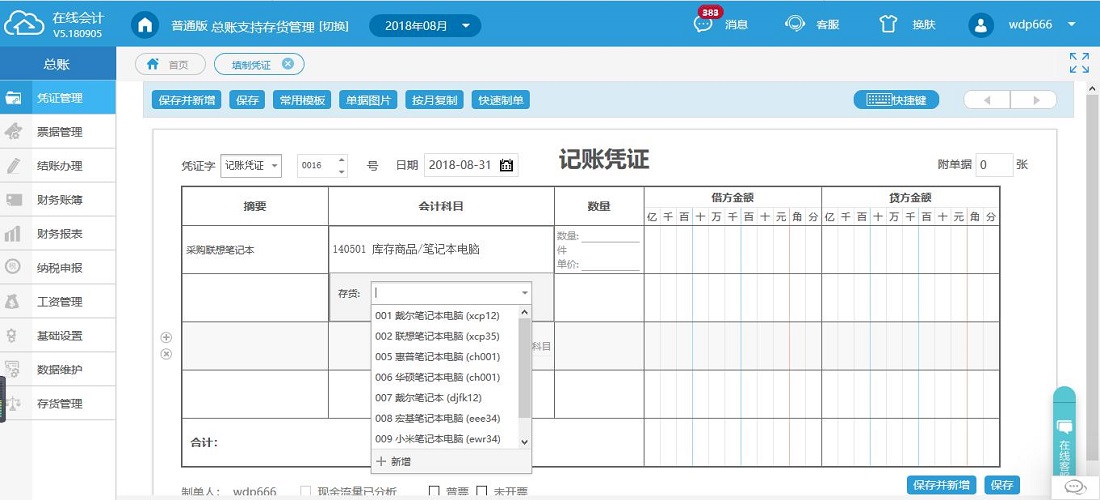 在线会计
V5.180905
普通版 总账支持存货管理 [切换]
2018年08月
383
消息
客服
换肤
wdp666
总账
首页
填制凭证
凭证管理
票据管理
结账办理
财务账簿
财务报表
纳税申报
工资管理
基础设置
数据维护
存货管理
保存并新增
保存
常用模板
单据图片
按月复制
快速制单
快捷键
凭证字
记账凭证
0016
号
日期
2018-08-31
记账凭证
附单据
0
张
摘要
会计科目
数量
借方金额
贷方金额
亿 千 百 十 万 千 百 十 元 角 分
亿 千 百 十 万 千 百 十 元 角 分
采购联想笔记本
140501 库存商品/笔记本电脑
数量:
件
单价:
存货:
001 戴尔笔记本电脑 (xcp12)
002 联想笔记本电脑 (xcp35)
005 惠普笔记本电脑 (ch001)
006 华硕笔记本电脑 (ch001)
007 戴尔笔记本 (djfk12)
008 宏基笔记本电脑 (eee34)
009 小米笔记本电脑 (ewr34)
新增
科目
合计：
制单人： wdp666
现金流量已分析
普票
未开票
保存并新增
保存
在线客服